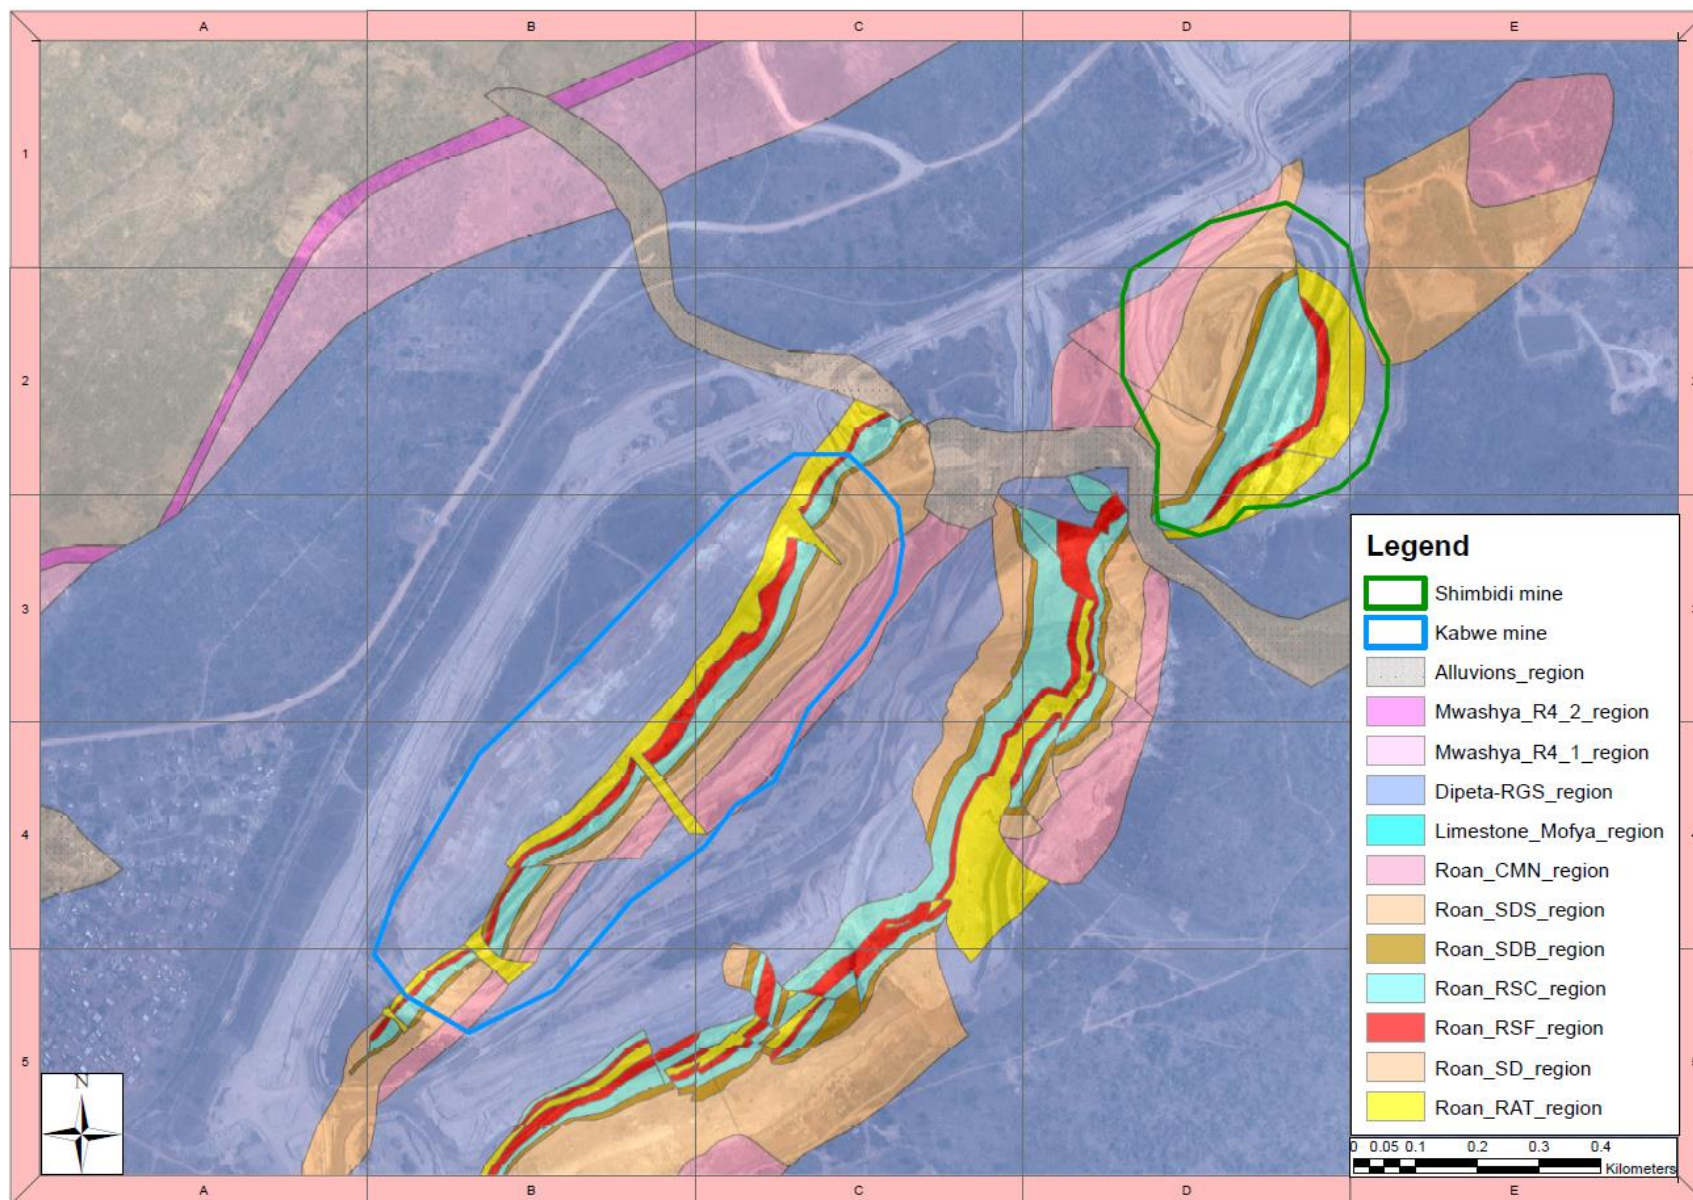 A B C D E
1
2
3
4
5
Legend
Shimbidi mine
Kabwe mine
Alluvions_region
Mwashya_R4_2_region
Mwashya_R4_1_region
Dipeta-RGS_region
Limestone_Mofya_region
Roan_CMN_region
Roan_SDS_region
Roan_SDB_region
Roan_RSC_region
Roan_RSF_region
Roan_SD_region
Roan_RAT_region
N
0 0.05 0.1 0.2 0.3 0.4
Kilometers
A B C D E